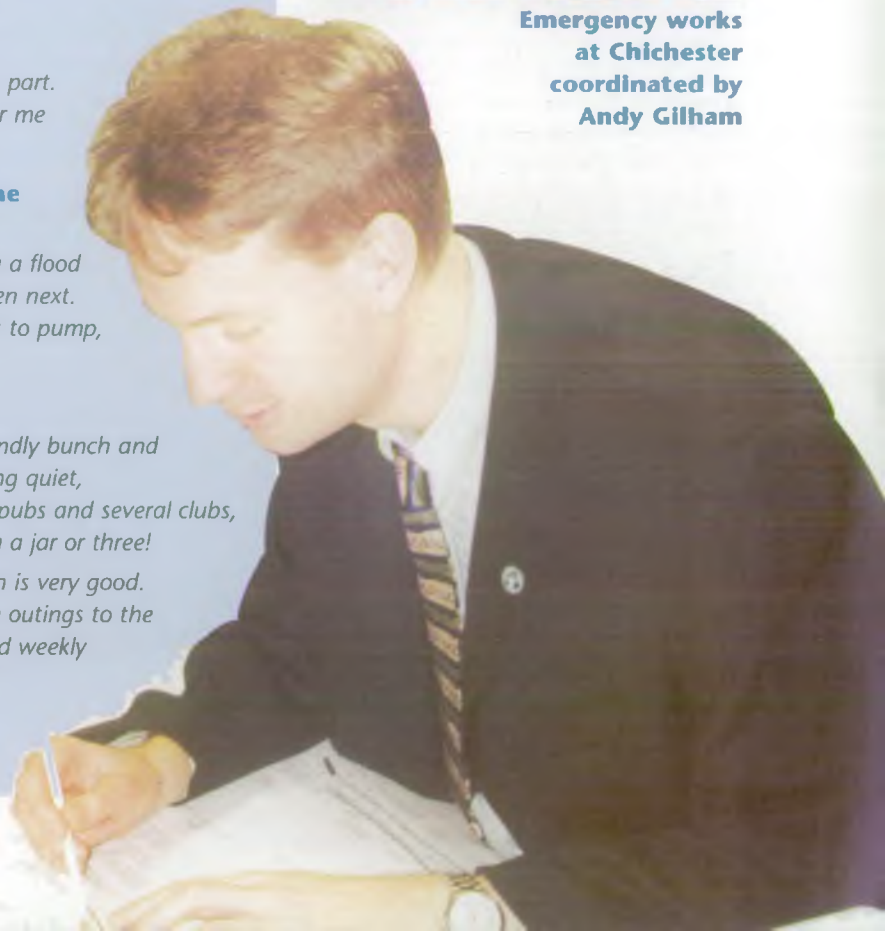 Emergency works
at Chichester
coordinated by
Andy Gilham
part.
r me
ne
a flood
en next.
to pump,
ndly bunch and
ng quiet,
pubs and several clubs,
a jar or three!
n is very good.
outings to the
d weekly